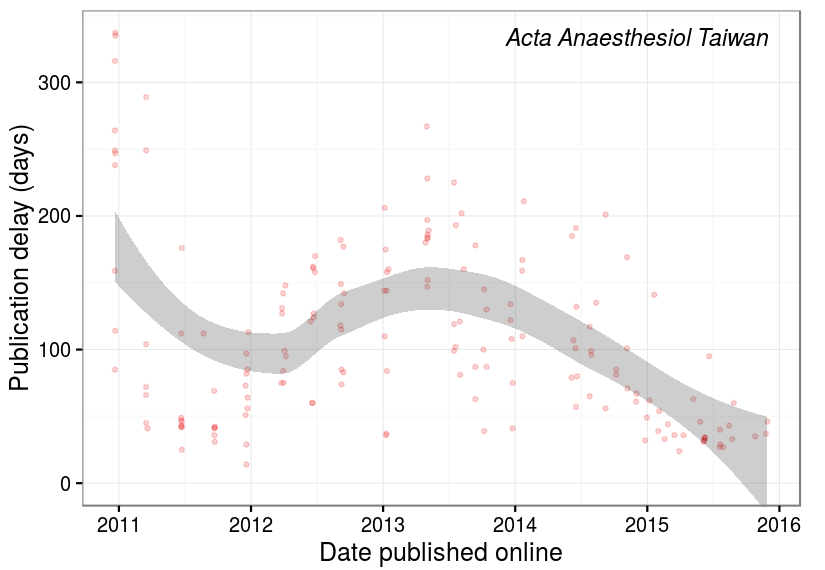 Acta Anaesthesiol Taiwan
Publication delay (days)
300
200
100
0
2011 2012 2013 2014 2015 2016
Date published online